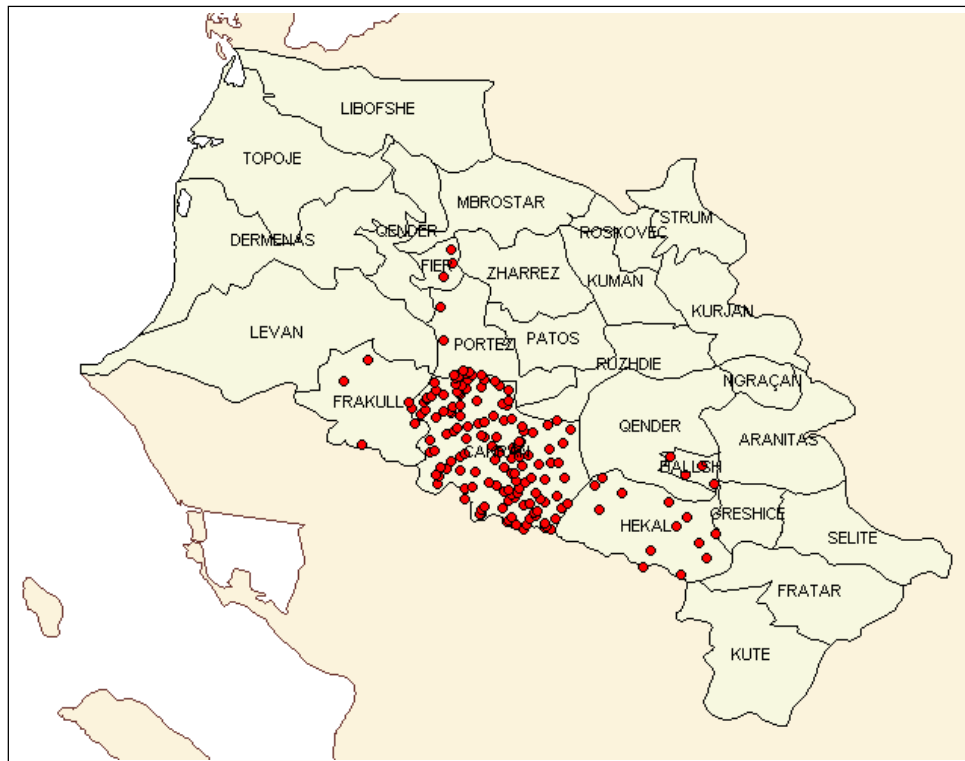 LIBOFSHE
TOPOJE
MBROSTAR
STRUM
QENDER
ROSKOVEC
DERMENAS
FIER
ZHARREZ
KUMAN
KURJAN
LEVAN
PORTEZ
PATOS
RUZHDIE
NGRAÇAN
FRAKULL
QENDER
ARANITAS
BALLSH
HEKAL
GRESHICE
SELITE
FRATAR
KUTE